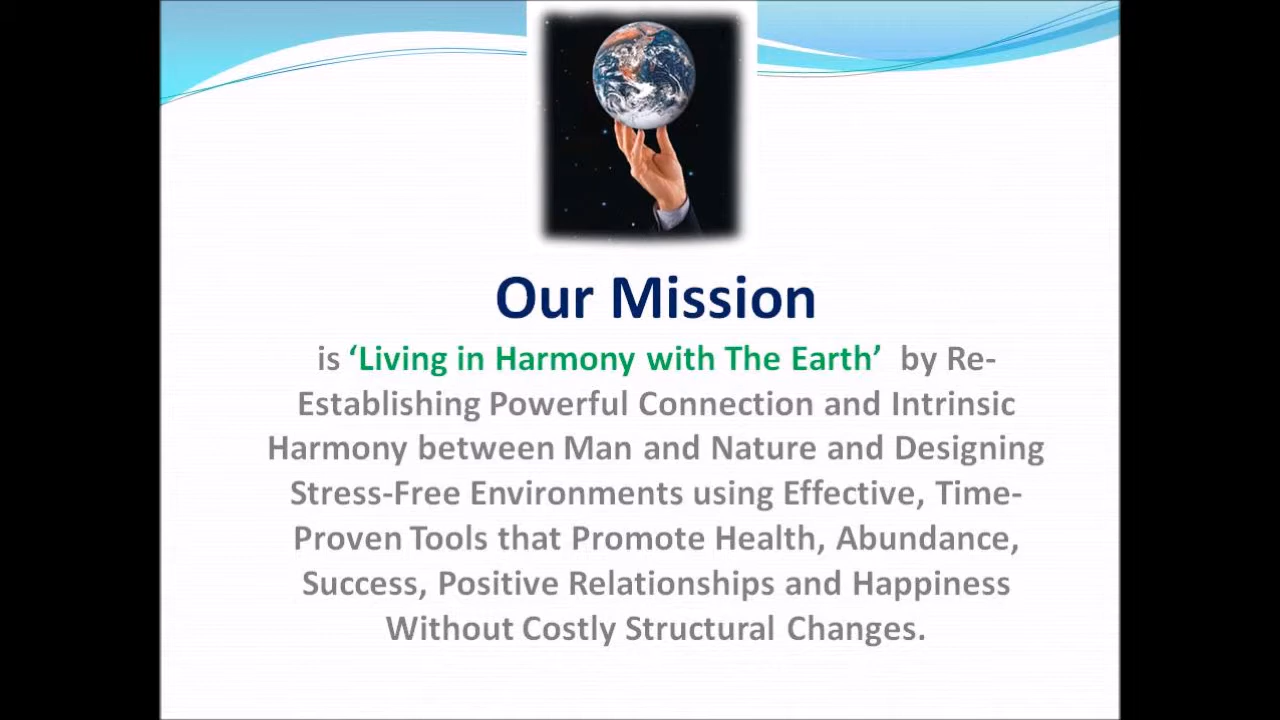 Our Mission
is ‘Living in Harmony with The Earth’ by Re-
Establishing Powerful Connection and Intrinsic
Harmony between Man and Nature and Designing
Stress-Free Environments using Effective, Time-
Proven Tools that Promote Health, Abundance,
Success, Positive Relationships and Happiness
Without Costly Structural Changes.